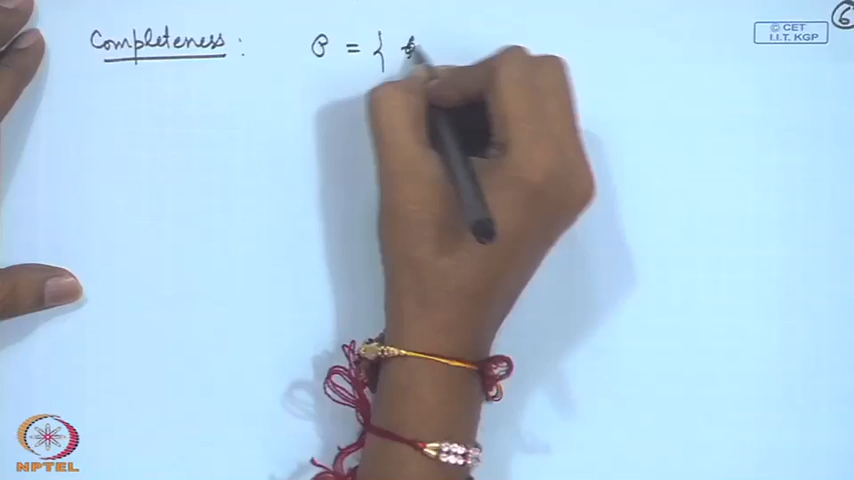 Completeness : 𝒫 = {
6
© CET
I.I.T. KGP
NPTEL